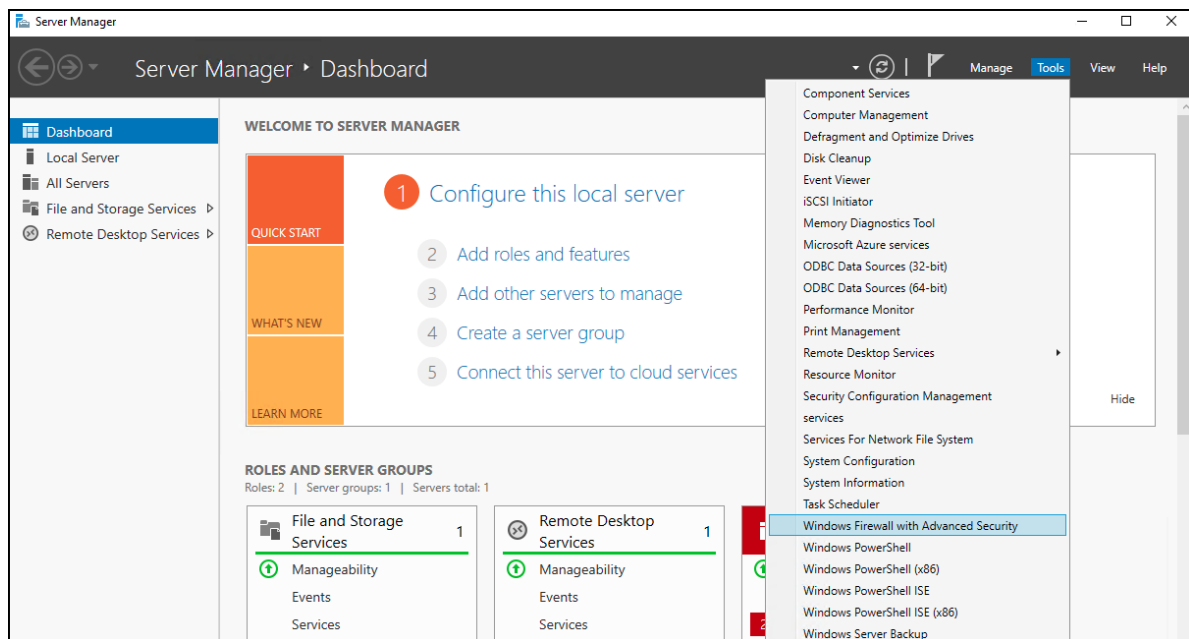 Server Manager
Server Manager • Dashboard
Manage Tools View Help
Dashboard
Local Server
All Servers
File and Storage Services
Remote Desktop Services
WELCOME TO SERVER MANAGER
QUICK START
WHAT'S NEW
LEARN MORE
1 Configure this local server
2 Add roles and features
3 Add other servers to manage
4 Create a server group
5 Connect this server to cloud services
Hide
ROLES AND SERVER GROUPS
Roles: 2 | Server groups: 1 | Servers total: 1
File and Storage
Services
1
Manageability
Events
Services
Remote Desktop
Services
1
Manageability
Events
Services
2
Component Services
Computer Management
Defragment and Optimize Drives
Disk Cleanup
Event Viewer
iSCSI Initiator
Memory Diagnostics Tool
Microsoft Azure services
ODBC Data Sources (32-bit)
ODBC Data Sources (64-bit)
Performance Monitor
Print Management
Remote Desktop Services
Resource Monitor
Security Configuration Management
services
Services For Network File System
System Configuration
System Information
Task Scheduler
Windows Firewall with Advanced Security
Windows PowerShell
Windows PowerShell (x86)
Windows PowerShell ISE
Windows PowerShell ISE (x86)
Windows Server Backup